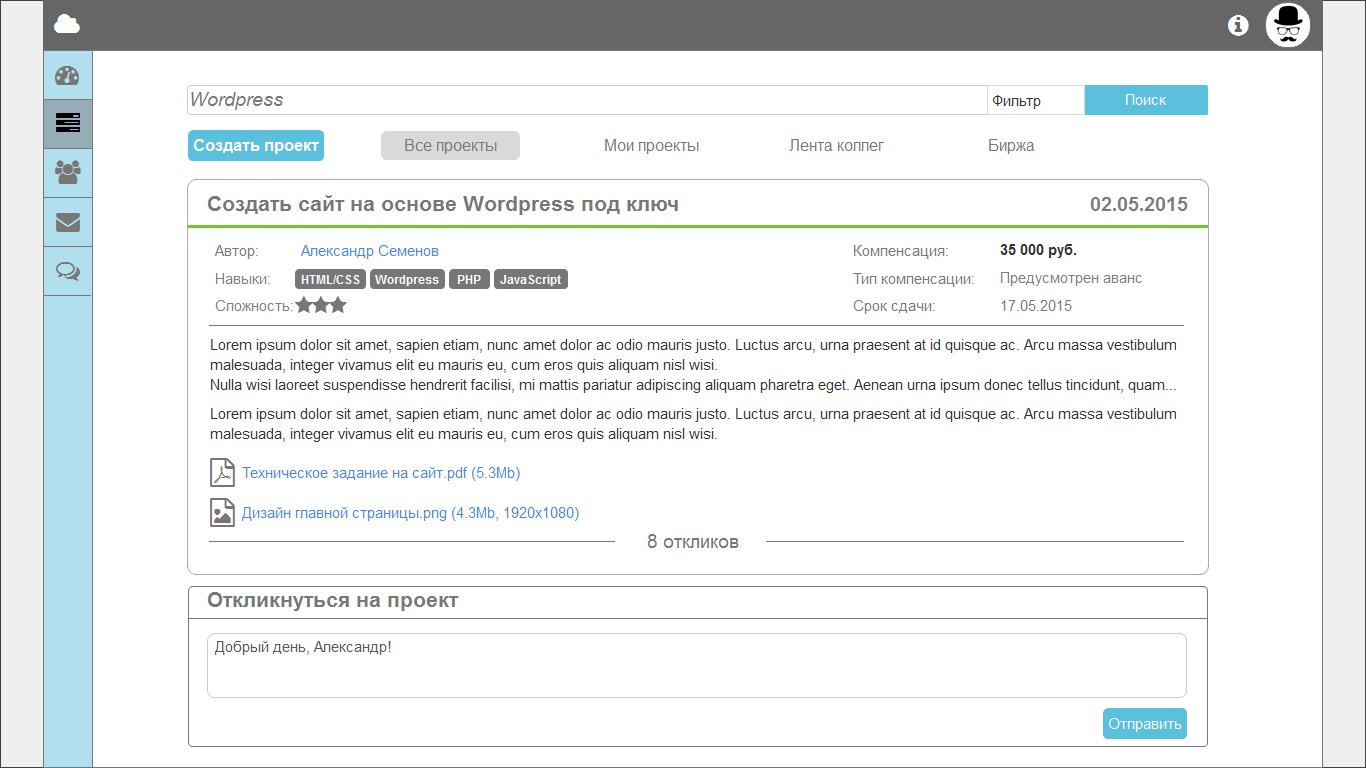 Wordpress Фильтр Поиск
Создать проект Все проекты Мои проекты Лента коллег Биржа
Создать сайт на основе Wordpress под ключ 02.05.2015
Автор: Александр Семенов Компенсация: 35 000 руб.
Навыки: HTML/CSS Wordpress PHP JavaScript Тип компенсации: Предусмотрен аванс
Сложность: Срок сдачи: 17.05.2015
Lorem ipsum dolor sit amet, sapien etiam, nunc amet dolor ac odio mauris justo. Luctus arcu, urna praesent at id quisque ac. Arcu massa vestibulum
malesuada, integer vivamus elit eu mauris eu, cum eros quis aliquam nisl wisi.
Nulla wisi laoreet suspendisse hendrerit facilisi, mi mattis pariatur adipiscing aliquam pharetra eget. Aenean urna ipsum donec tellus tincidunt, quam...
Lorem ipsum dolor sit amet, sapien etiam, nunc amet dolor ac odio mauris justo. Luctus arcu, urna praesent at id quisque ac. Arcu massa vestibulum
malesuada, integer vivamus elit eu mauris eu, cum eros quis aliquam nisl wisi.
Техническое задание на сайт.pdf (5.3Mb)
Дизайн главной страницы.png (4.3Mb, 1920x1080)
8 откликов
Откликнуться на проект
Добрый день, Александр!
Отправить